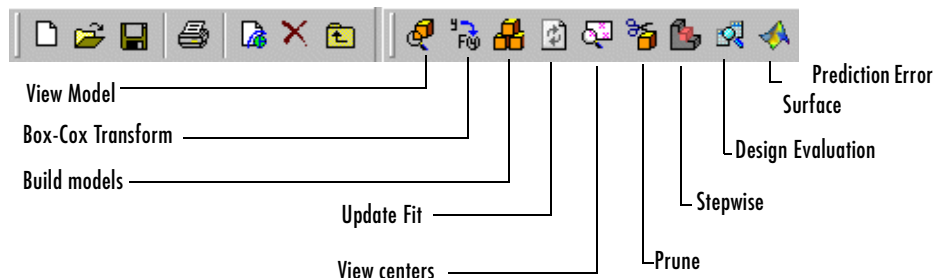 y
F(y)
View Model
Prediction Error
Surface
Box-Cox Transform
Design Evaluation
Build models
Stepwise
Update Fit
Prune
View centers